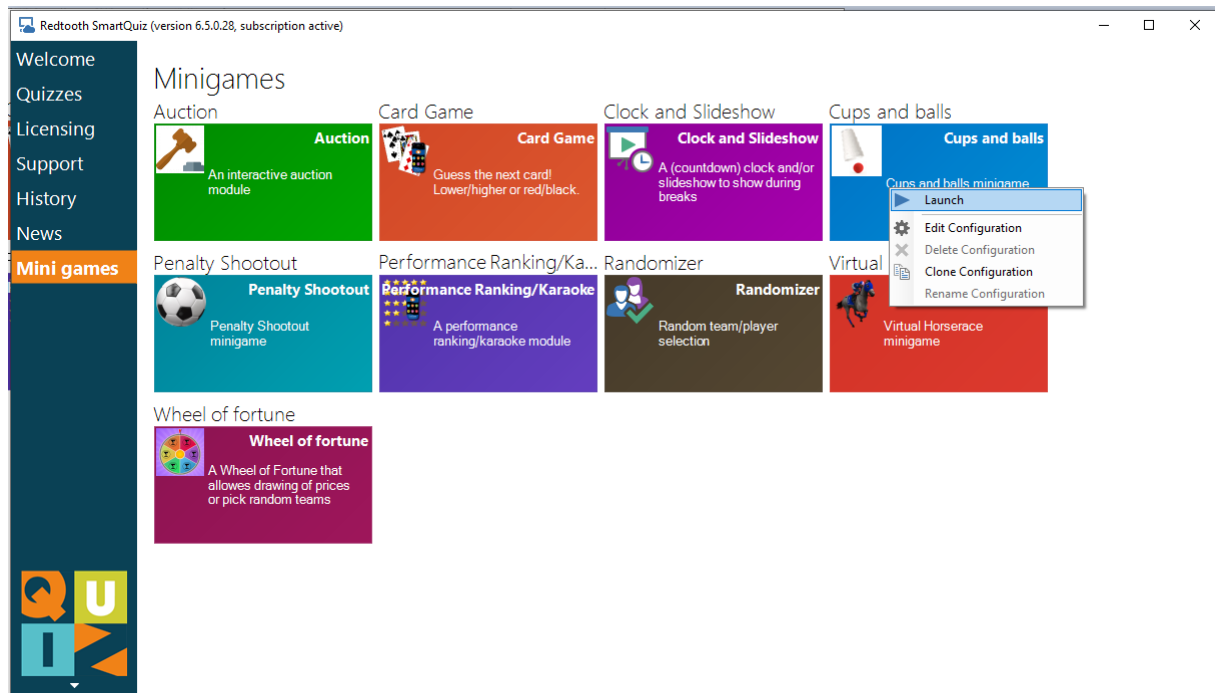 Redtooth SmartQuiz (version 6.5.0.28, subscription active)
Welcome
Quizzes
Licensing
Support
History
News
Mini games
QUIZ
Minigames
Auction
Auction
An interactive auction
module
Card Game
Card Game
Guess the next card!
Lower/higher or red/black.
Clock and Slideshow
Clock and Slideshow
A (countdown) clock and/or
slideshow to show during
breaks
Cups and balls
Cups and balls
Cups and balls minigame
Launch
Edit Configuration
Delete Configuration
Clone Configuration
Rename Configuration
Penalty Shootout
Penalty Shootout
Penalty Shootout
minigame
Performance Ranking/Ka...
Performance Ranking/Karaoke
A performance
ranking/karaoke module
Randomizer
Randomizer
Random team/player
selection
Virtual
Virtual Horserace
minigame
Wheel of fortune
Wheel of fortune
A Wheel of Fortune that
allowes drawing of prices
or pick random teams